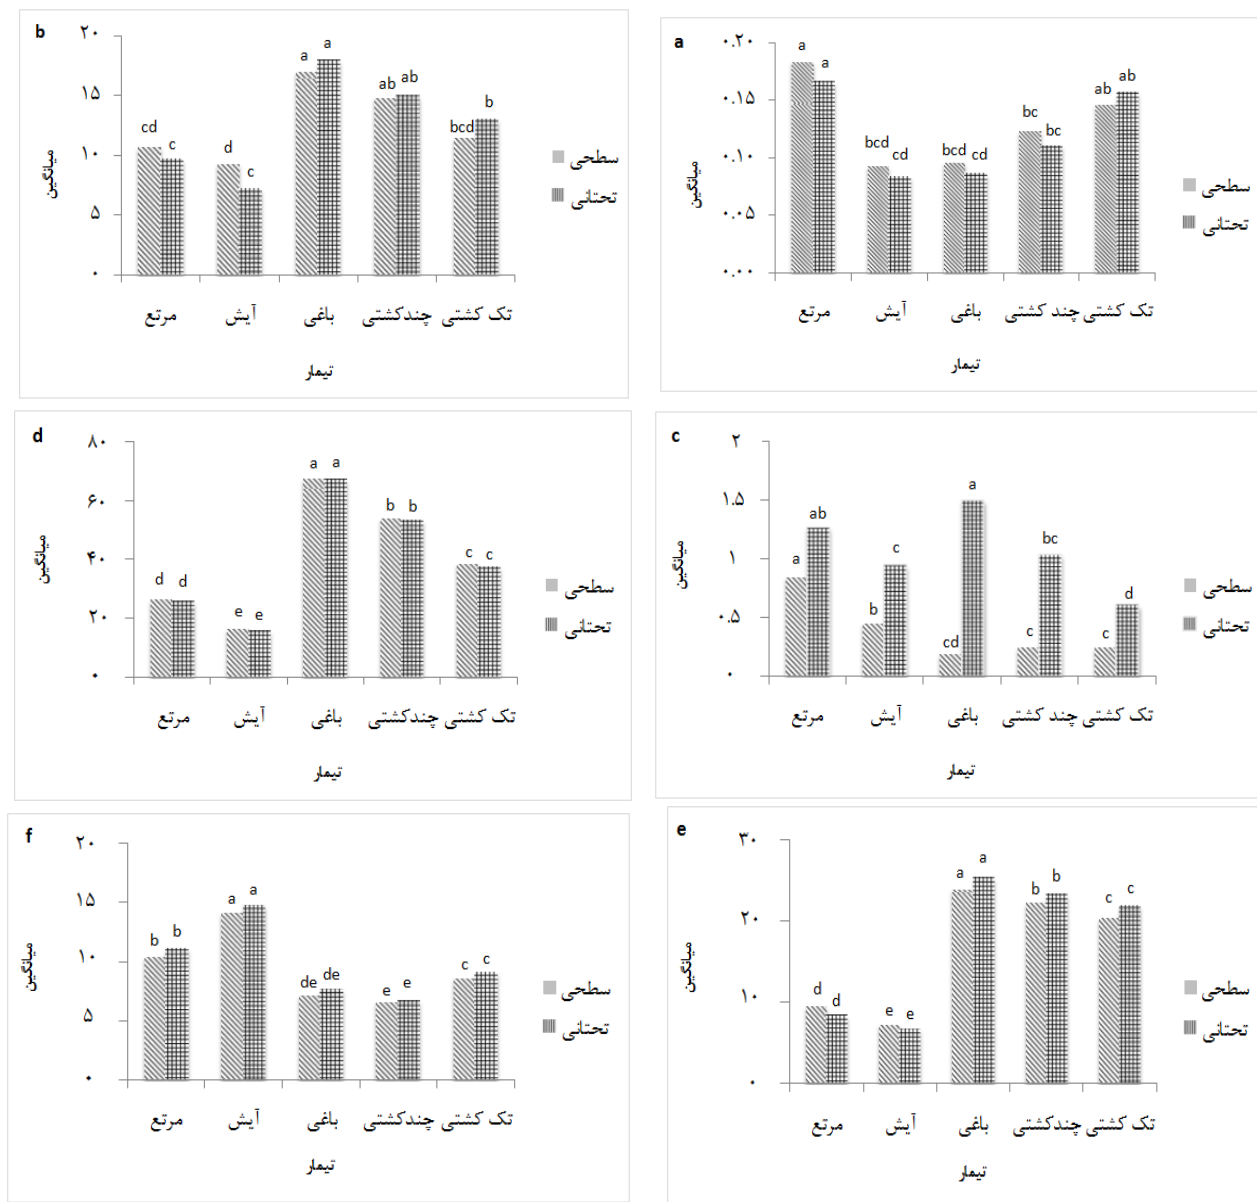 b
۲۰
۱۵
۱۰
۵
۰
میانگین
cd c d c a a ab ab bcd b
مرتع آیش باغی چندکشتی تک کشتی
تیمار
سطحی
تحتانی
a
۰.۲۰
۰.۱۵
۰.۱۰
۰.۰۵
۰.۰۰
میانگین
a a bcd cd bcd cd bc bc ab ab
مرتع آیش باغی چند کشتی تک کشتی
تیمار
سطحی
تحتانی
d
۸۰
۶۰
۴۰
۲۰
۰
میانگین
d d e e a a b b c c
مرتع آیش باغی چندکشتی تک کشتی
تیمار
سطحی
تحتانی
c
۲
۱.۵
۱
۰.۵
۰
میانگین
a ab b c cd a c bc c d
مرتع آیش باغی چند کشتی تک کشتی
تیمار
سطحی
تحتانی
f
۲۰
۱۵
۱۰
۵
۰
میانگین
b b a a de de e e c c
مرتع آیش باغی چندکشتی تک کشتی
تیمار
سطحی
تحتانی
e
۳۰
۲۰
۱۰
۰
میانگین
d d e e a a b b c c
مرتع آیش باغی چندکشتی تک کشتی
تیمار
سطحی
تحتانی